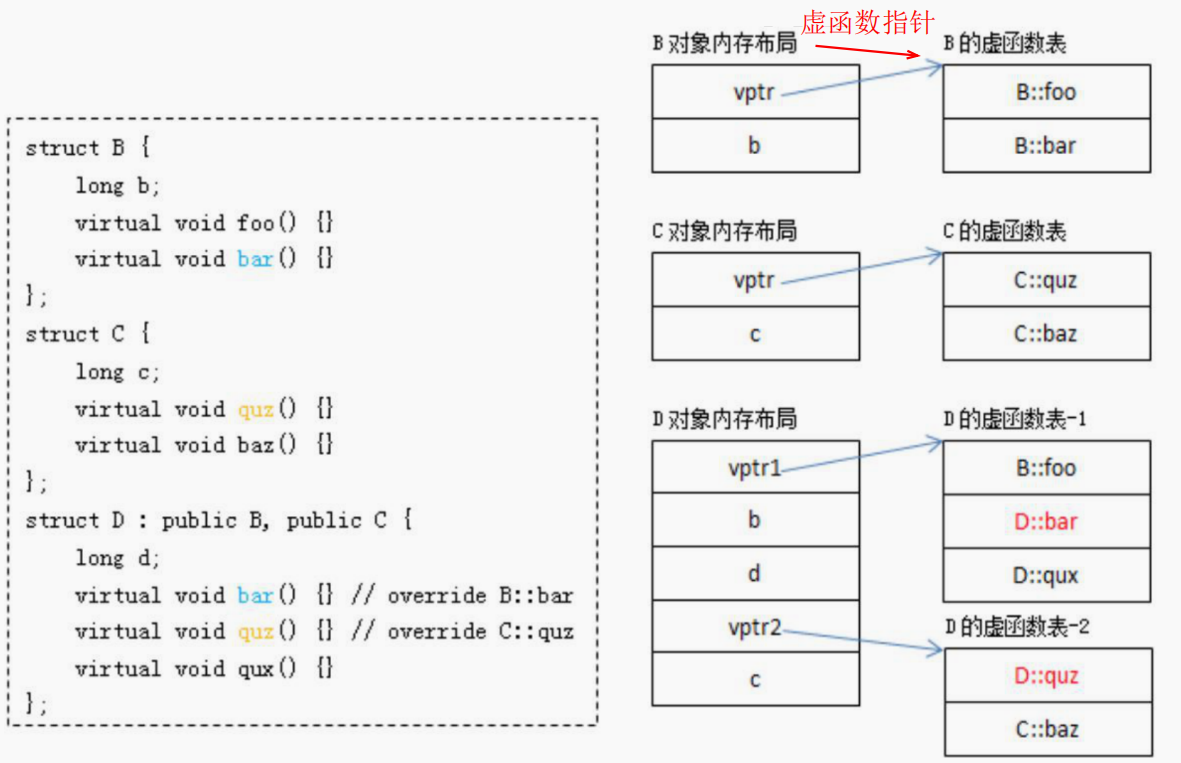 struct B {
long b;
virtual void foo() {}
virtual void bar() {}
};
struct C {
long c;
virtual void quz() {}
virtual void baz() {}
};
struct D : public B, public C {
long d;
virtual void bar() {} // override B::bar
virtual void quz() {} // override C::quz
virtual void qux() {}
};
虚函数指针
B 对象内存布局
vptr
b
B 的虚函数表
B::foo
B::bar
C 对象内存布局
vptr
c
C 的虚函数表
C::quz
C::baz
D 对象内存布局
vptr1
b
d
vptr2
c
D 的虚函数表-1
B::foo
D::bar
D::qux
D 的虚函数表-2
D::quz
C::baz